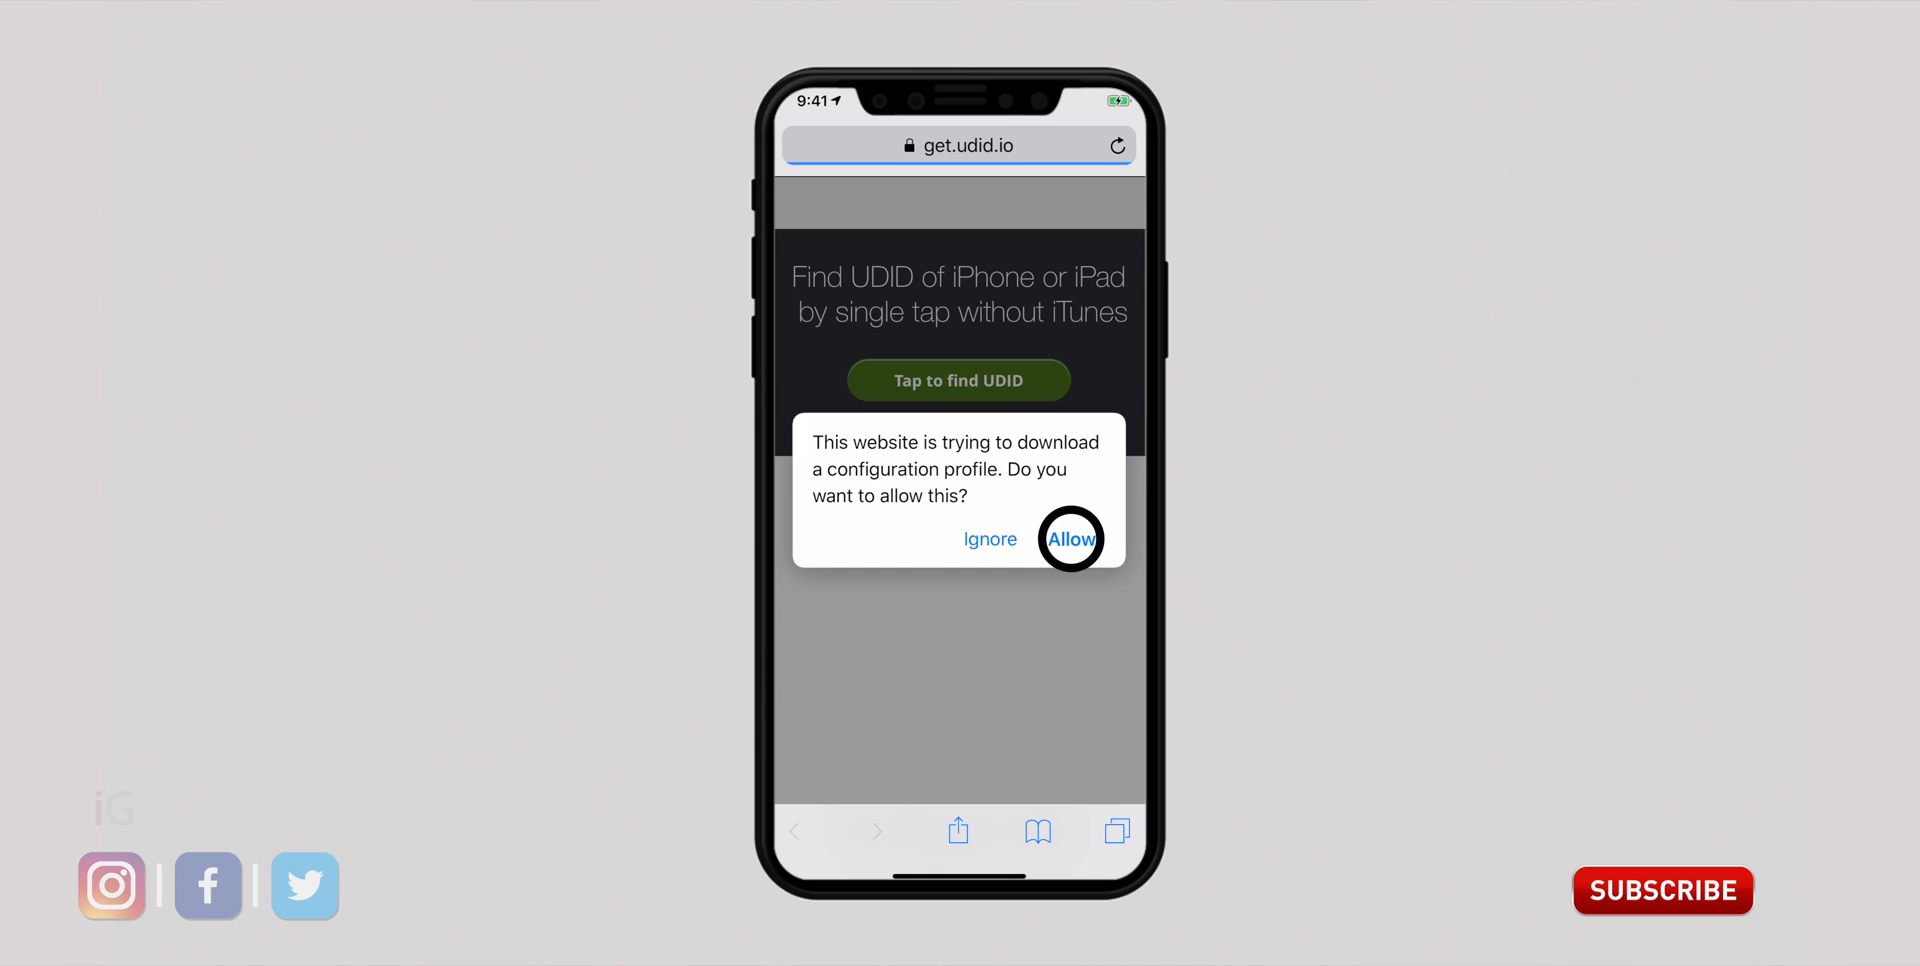 9:41
get.udid.io
Find UDID of iPhone or iPad
by single tap without iTunes
Tap to find UDID
This website is trying to download
a configuration profile. Do you
want to allow this?
Ignore Allow
iG
f
SUBSCRIBE